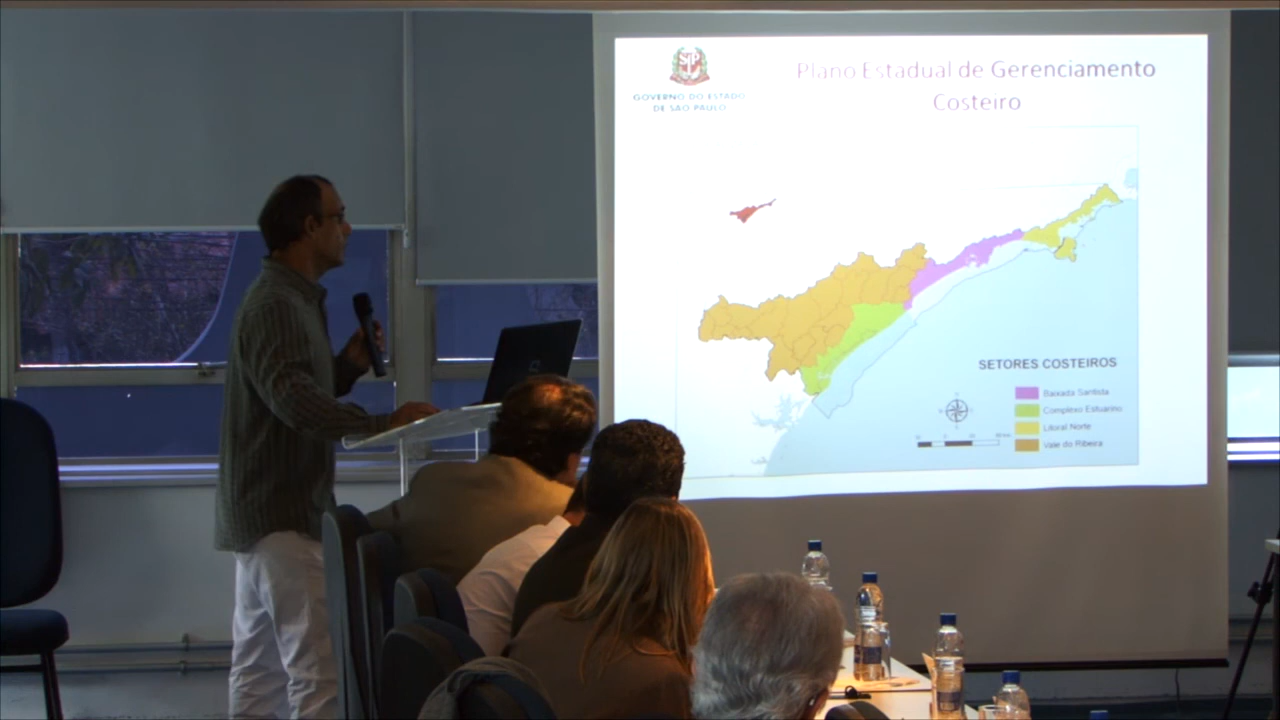 SP
GOVERNO DO ESTADO
DE SÃO PAULO
Plano Estadual de Gerenciamento
Costeiro
SETORES COSTEIROS
Baixada Santista
Complexo Estuarino
Litoral Norte
Vale do Ribeira